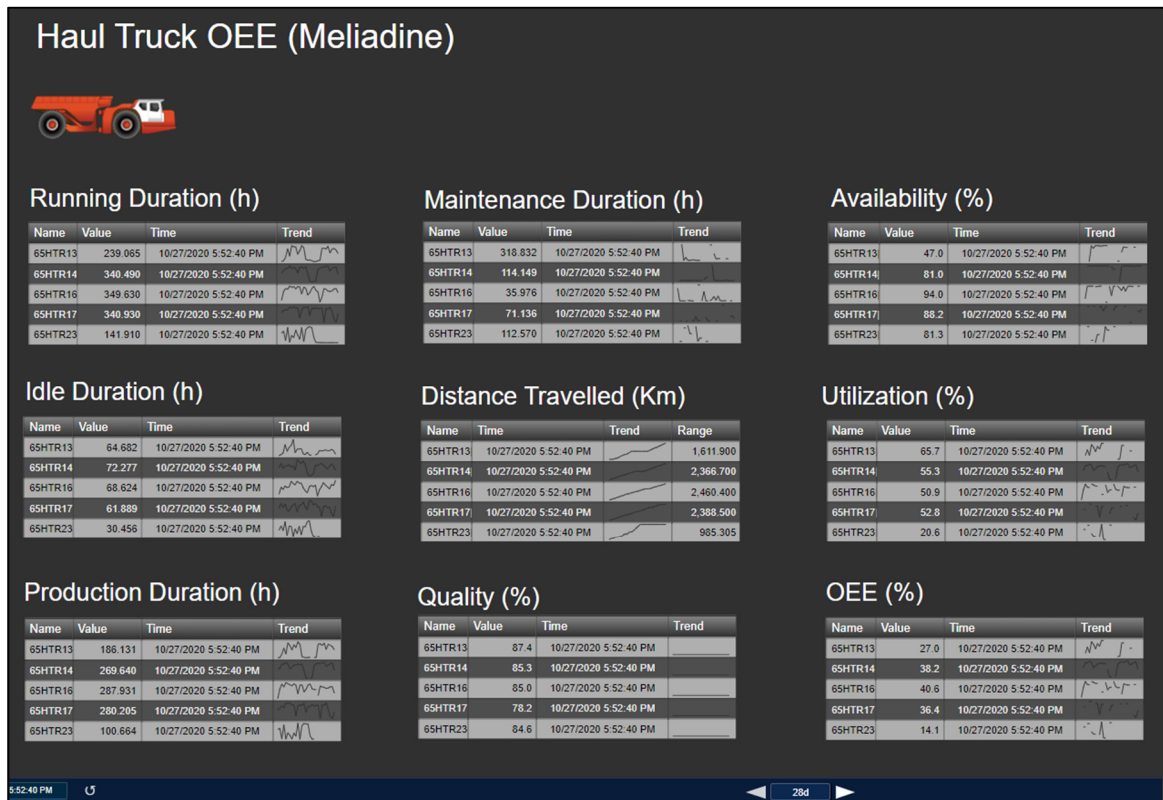 Haul Truck OEE (Meliadine)
Running Duration (h)
Name Value Time Trend
65HTR13 239.065 10/27/2020 5:52:40 PM
65HTR14 340.490 10/27/2020 5:52:40 PM
65HTR16 349.630 10/27/2020 5:52:40 PM
65HTR17 340.930 10/27/2020 5:52:40 PM
65HTR23 141.910 10/27/2020 5:52:40 PM
Maintenance Duration (h)
Name Value Time Trend
65HTR13 318.832 10/27/2020 5:52:40 PM
65HTR14 114.149 10/27/2020 5:52:40 PM
65HTR16 35.976 10/27/2020 5:52:40 PM
65HTR17 71.136 10/27/2020 5:52:40 PM
65HTR23 112.570 10/27/2020 5:52:40 PM
Availability (%)
Name Value Time Trend
65HTR13 47.0 10/27/2020 5:52:40 PM
65HTR14 81.0 10/27/2020 5:52:40 PM
65HTR16 94.0 10/27/2020 5:52:40 PM
65HTR17 88.2 10/27/2020 5:52:40 PM
65HTR23 81.3 10/27/2020 5:52:40 PM
Idle Duration (h)
Name Value Time Trend
65HTR13 64.682 10/27/2020 5:52:40 PM
65HTR14 72.277 10/27/2020 5:52:40 PM
65HTR16 68.624 10/27/2020 5:52:40 PM
65HTR17 61.889 10/27/2020 5:52:40 PM
65HTR23 30.456 10/27/2020 5:52:40 PM
Distance Travelled (Km)
Name Time Trend Range
65HTR13 10/27/2020 5:52:40 PM 1,611.900
65HTR14 10/27/2020 5:52:40 PM 2,366.700
65HTR16 10/27/2020 5:52:40 PM 2,460.400
65HTR17 10/27/2020 5:52:40 PM 2,388.500
65HTR23 10/27/2020 5:52:40 PM 985.305
Utilization (%)
Name Value Time Trend
65HTR13 65.7 10/27/2020 5:52:40 PM
65HTR14 55.3 10/27/2020 5:52:40 PM
65HTR16 50.9 10/27/2020 5:52:40 PM
65HTR17 52.8 10/27/2020 5:52:40 PM
65HTR23 20.6 10/27/2020 5:52:40 PM
Production Duration (h)
Name Value Time Trend
65HTR13 186.131 10/27/2020 5:52:40 PM
65HTR14 269.640 10/27/2020 5:52:40 PM
65HTR16 287.931 10/27/2020 5:52:40 PM
65HTR17 280.205 10/27/2020 5:52:40 PM
65HTR23 100.664 10/27/2020 5:52:40 PM
Quality (%)
Name Value Time Trend
65HTR13 87.4 10/27/2020 5:52:40 PM
65HTR14 85.3 10/27/2020 5:52:40 PM
65HTR16 85.0 10/27/2020 5:52:40 PM
65HTR17 78.2 10/27/2020 5:52:40 PM
65HTR23 84.6 10/27/2020 5:52:40 PM
OEE (%)
Name Value Time Trend
65HTR13 27.0 10/27/2020 5:52:40 PM
65HTR14 38.2 10/27/2020 5:52:40 PM
65HTR16 40.6 10/27/2020 5:52:40 PM
65HTR17 36.4 10/27/2020 5:52:40 PM
65HTR23 14.1 10/27/2020 5:52:40 PM
5:52:40 PM
28d